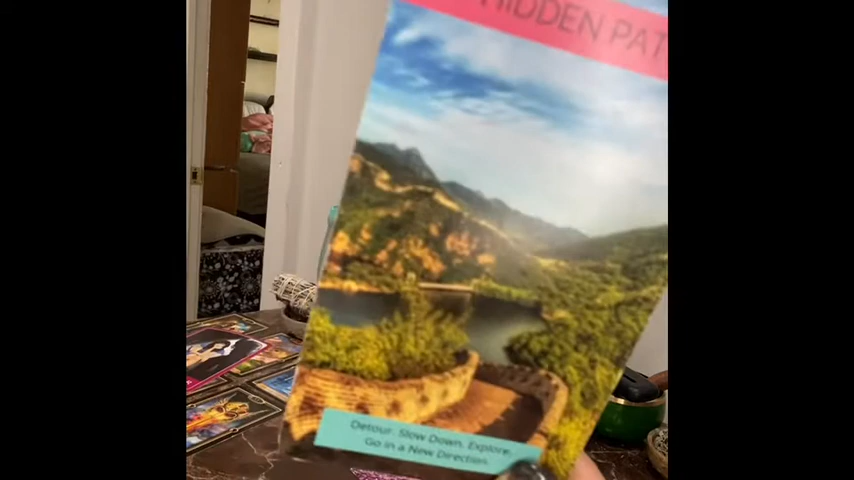 HIDDEN PAT
Detour. Slow Down. Explore.
Go in a New Direction.